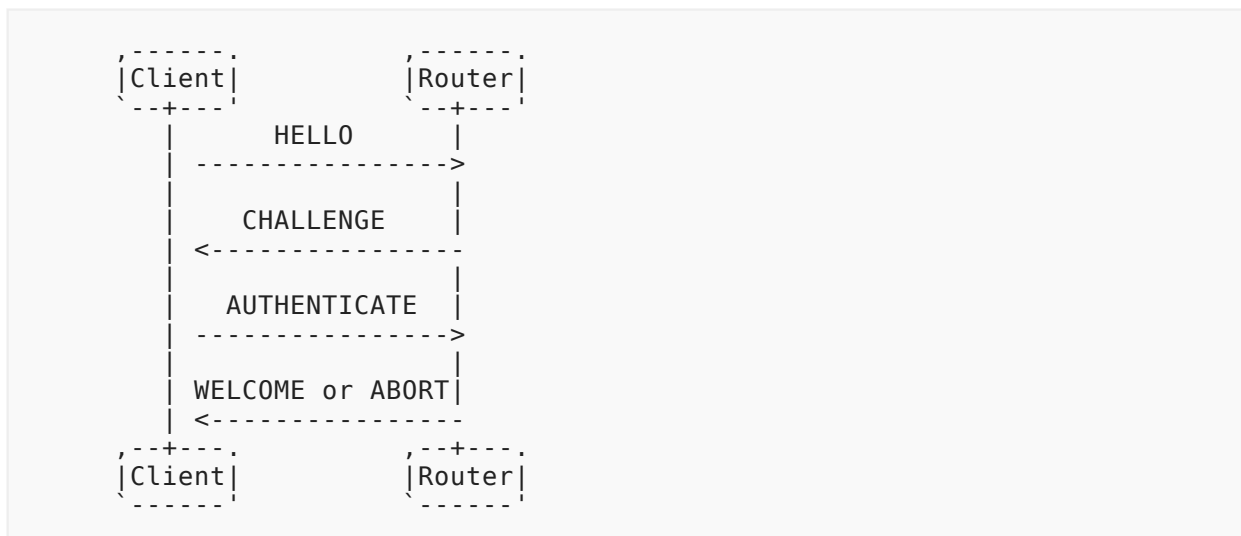 Client Router
HELLO
CHALLENGE
AUTHENTICATE
WELCOME or ABORT
Client Router